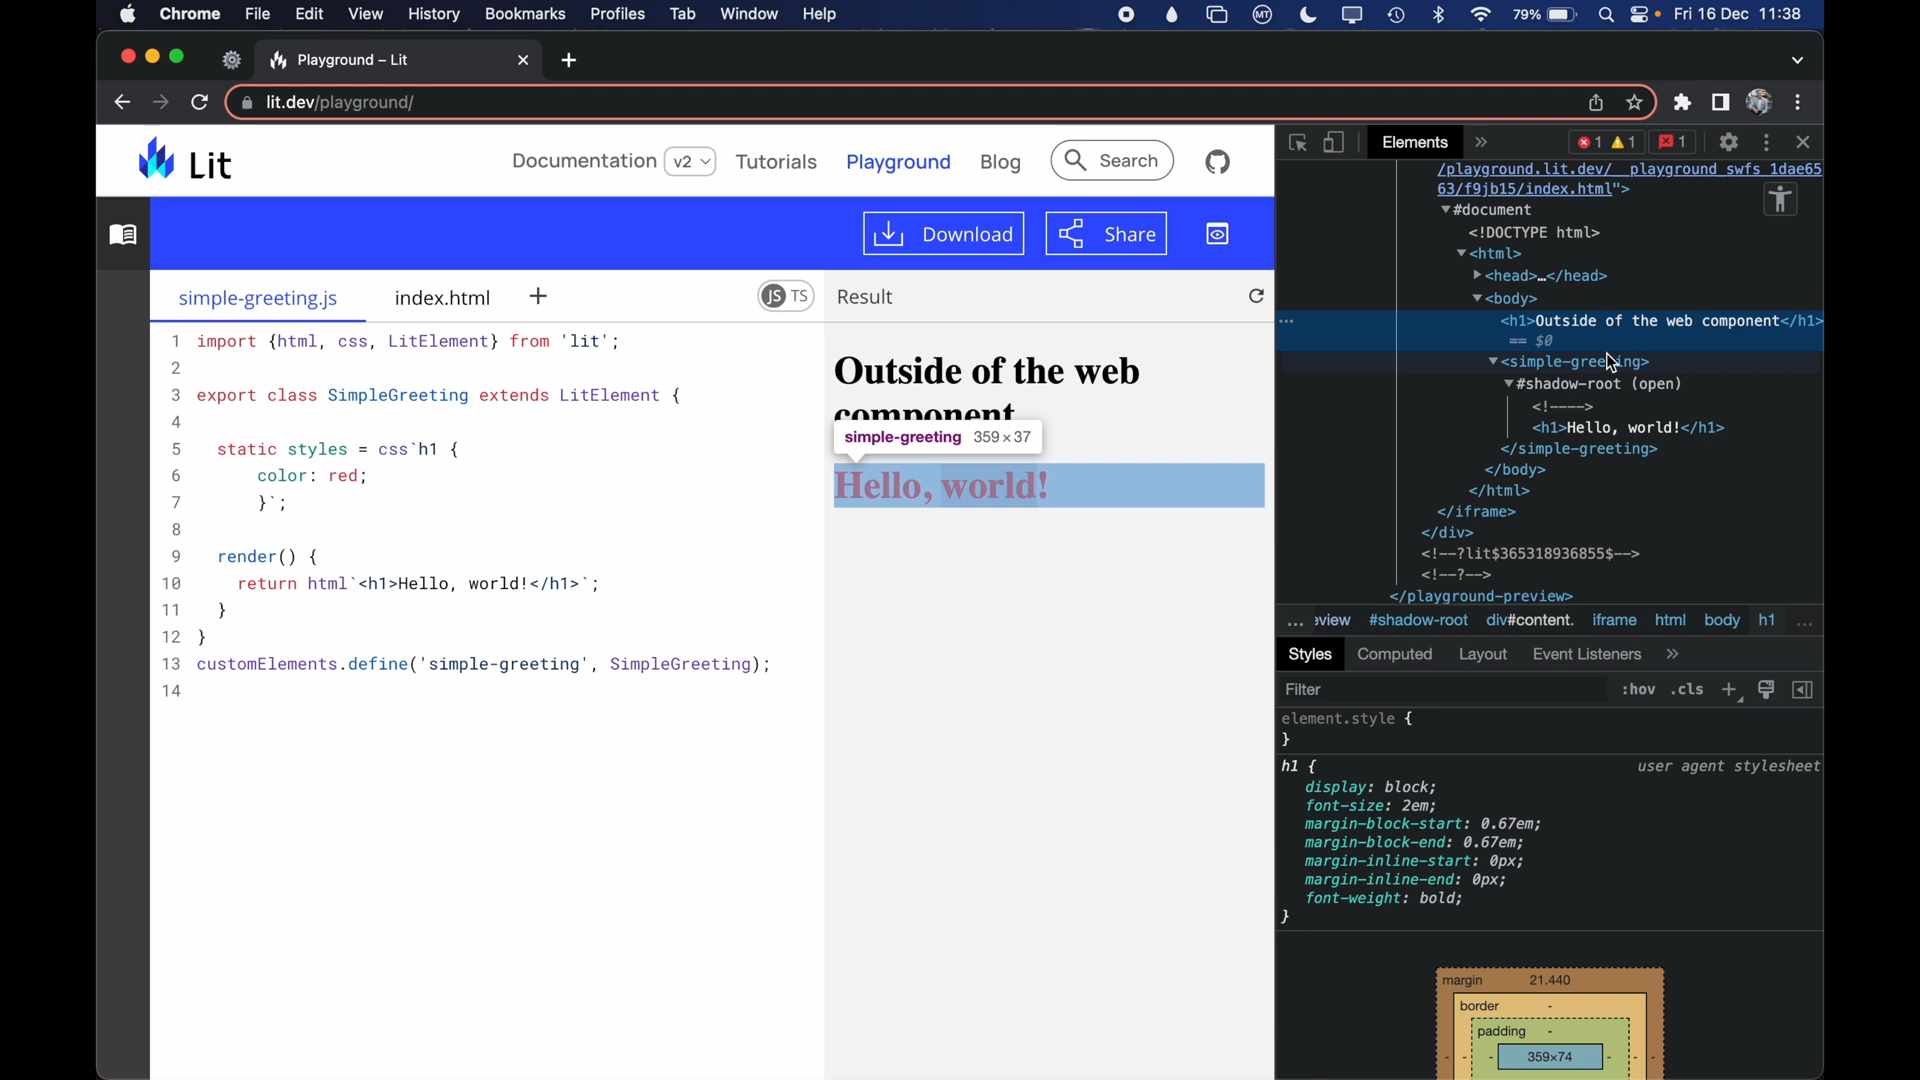 Chrome File Edit View History Bookmarks Profiles Tab Window Help MT 79% Fri 16 Dec 11:38
Playground – Lit
lit.dev/playground/
Lit Documentation v2 Tutorials Playground Blog Search
Download Share
simple-greeting.js index.html + JS TS
1 import {html, css, LitElement} from 'lit';
2
3 export class SimpleGreeting extends LitElement {
4
5 static styles = css`h1 {
6 color: red;
7 }`;
8
9 render() {
10 return html`<h1>Hello, world!</h1>`;
11 }
12 }
13 customElements.define('simple-greeting', SimpleGreeting);
14
Result
Outside of the web
component
simple-greeting 359×37
Hello, world!
Elements » 1 1 1
/playground.lit.dev/__playground_swfs_1dae65
63/f9jb15/index.html">
#document
<!DOCTYPE html>
<html>
<head>…</head>
<body>
<h1>Outside of the web component</h1>
== $0
<simple-greeting>
#shadow-root (open)
<!---->
<h1>Hello, world!</h1>
</simple-greeting>
</body>
</html>
</iframe>
</div>
<!--?lit$365318936855$-->
<!--?-->
</playground-preview>
… eview #shadow-root div#content. iframe html body h1 …
Styles Computed Layout Event Listeners »
Filter :hov .cls +
element.style {
}
h1 { user agent stylesheet
display: block;
font-size: 2em;
margin-block-start: 0.67em;
margin-block-end: 0.67em;
margin-inline-start: 0px;
margin-inline-end: 0px;
font-weight: bold;
}
margin 21.440
border -
padding -
- - - 359×74 - - -